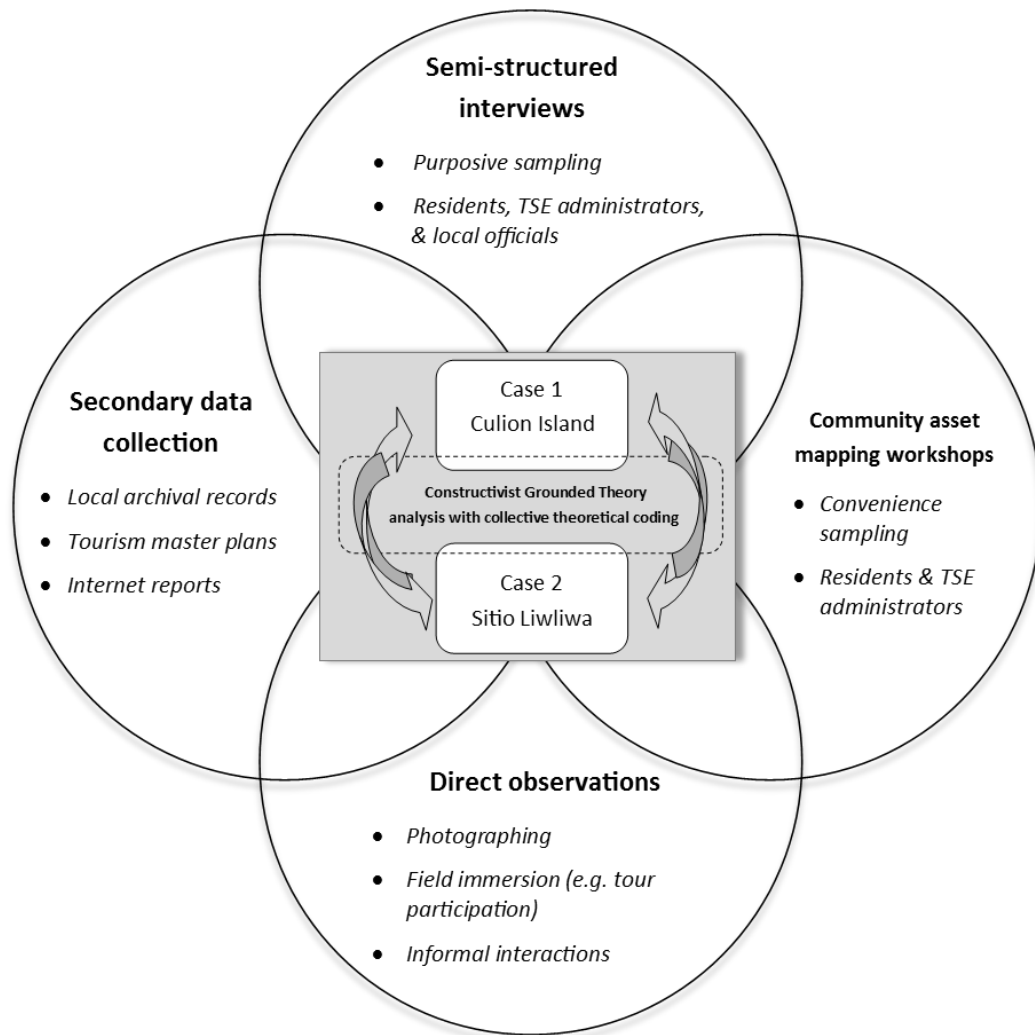 Semi-structured
interviews
• Purposive sampling
• Residents, TSE administrators,
& local officials
Secondary data
collection
• Local archival records
• Tourism master plans
• Internet reports
Case 1
Culion Island
Constructivist Grounded Theory
analysis with collective theoretical coding
Case 2
Sitio Liwliwa
Community asset
mapping workshops
• Convenience
sampling
• Residents & TSE
administrators
Direct observations
• Photographing
• Field immersion (e.g. tour
participation)
• Informal interactions